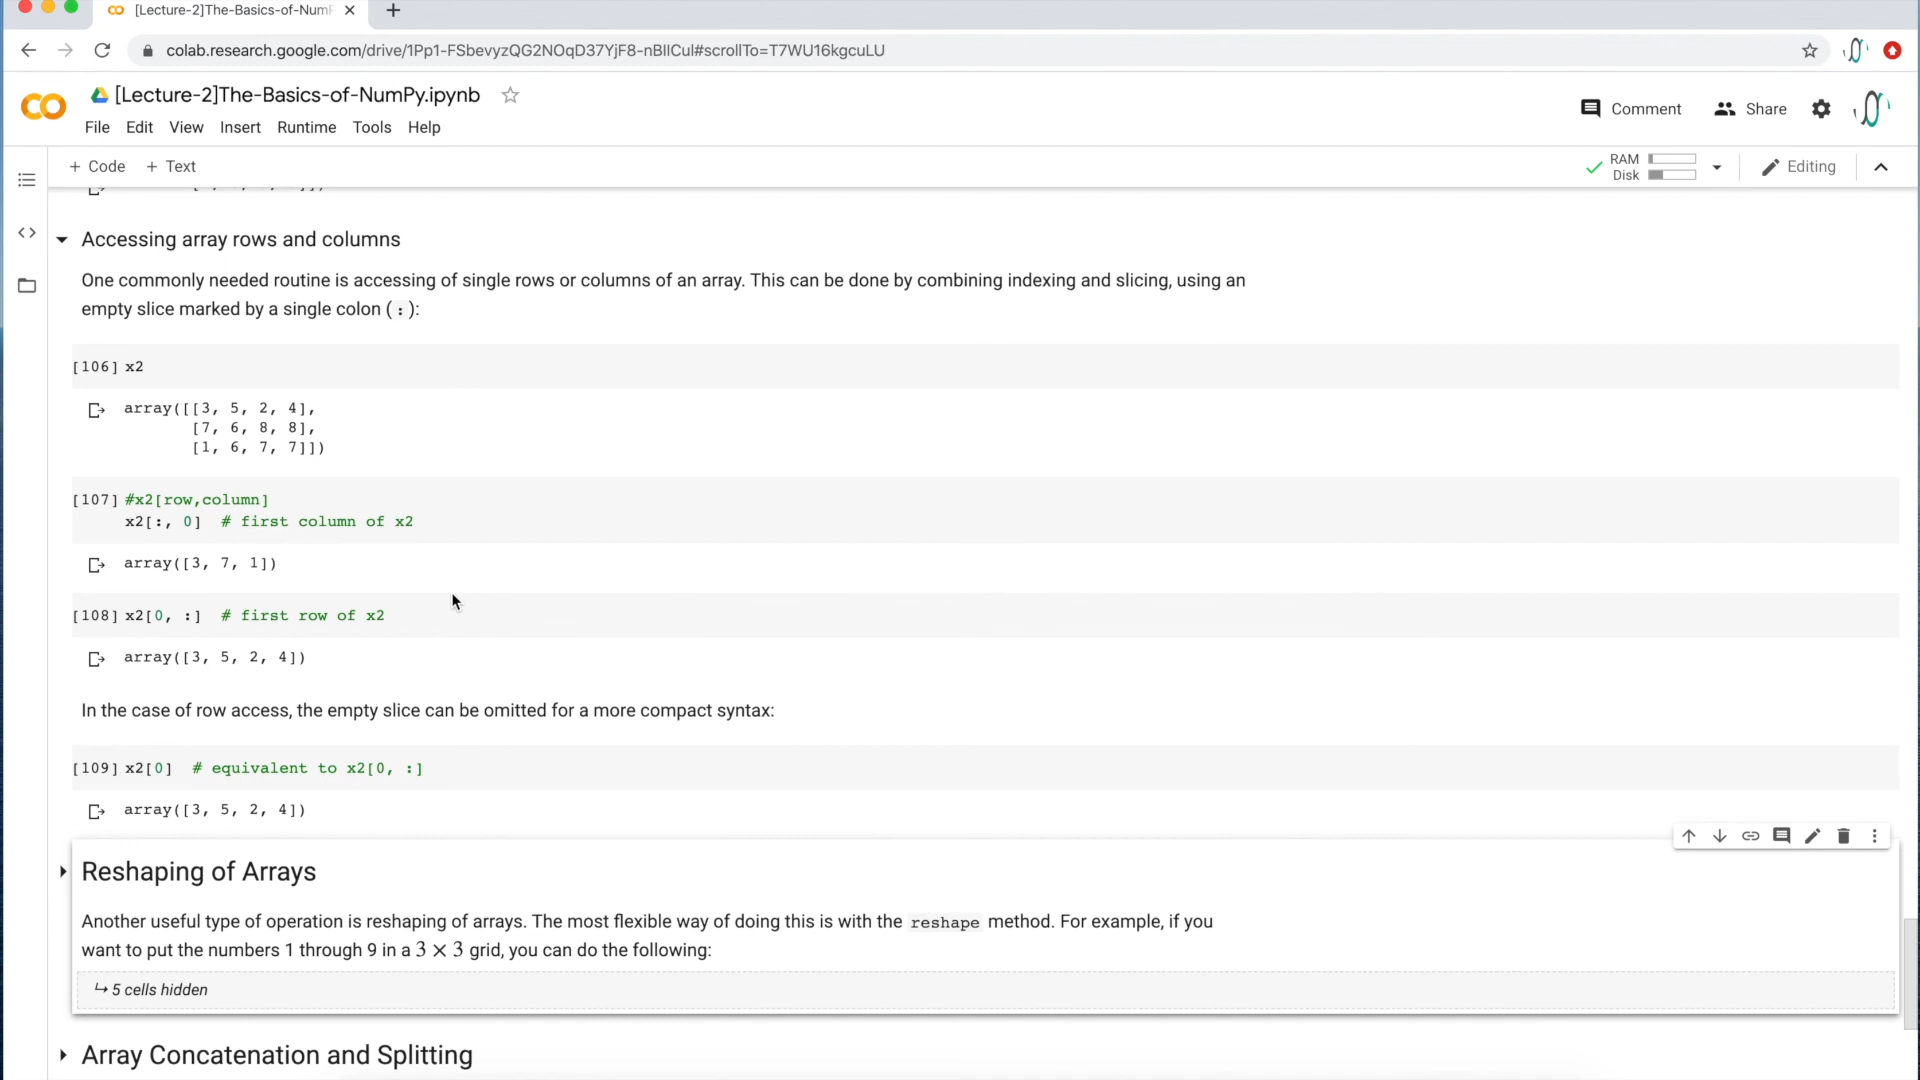 [Lecture-2]The-Basics-of-NumP
colab.research.google.com/drive/1Pp1-FSbevyzQG2NOqD37YjF8-nBIlCul#scrollTo=T7WU16kgcuLU
[Lecture-2]The-Basics-of-NumPy.ipynb
Comment Share
File Edit View Insert Runtime Tools Help
+ Code + Text
RAM
Disk
Editing
Accessing array rows and columns
One commonly needed routine is accessing of single rows or columns of an array. This can be done by combining indexing and slicing, using an
empty slice marked by a single colon ( : ):
[106] x2
array([[3, 5, 2, 4],
[7, 6, 8, 8],
[1, 6, 7, 7]])
[107] #x2[row,column]
x2[:, 0]  # first column of x2
array([3, 7, 1])
[108] x2[0, :]  # first row of x2
array([3, 5, 2, 4])
In the case of row access, the empty slice can be omitted for a more compact syntax:
[109] x2[0]  # equivalent to x2[0, :]
array([3, 5, 2, 4])
Reshaping of Arrays
Another useful type of operation is reshaping of arrays. The most flexible way of doing this is with the reshape method. For example, if you
want to put the numbers 1 through 9 in a 3 × 3 grid, you can do the following:
↳ 5 cells hidden
Array Concatenation and Splitting